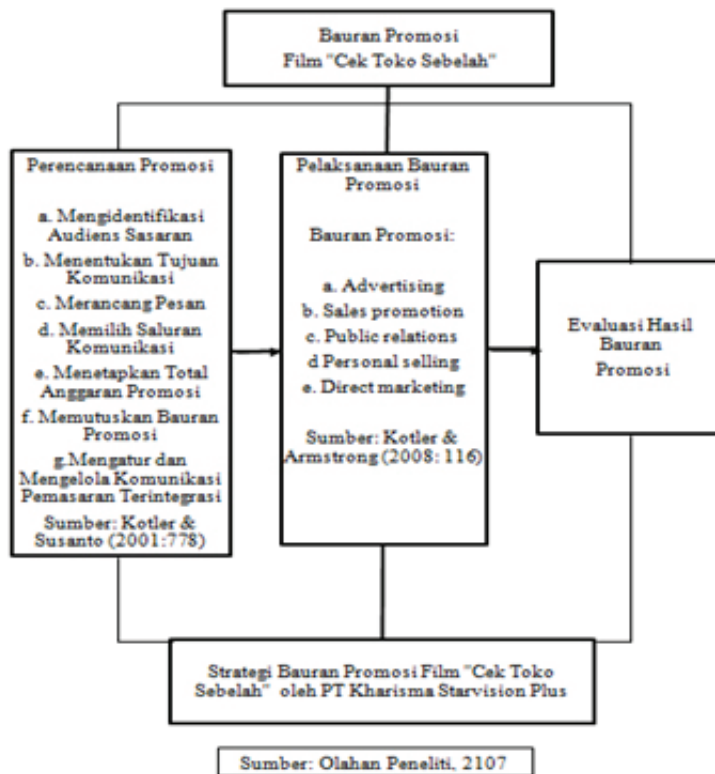 Bauran Promosi
Film "Cek Toko Sebelah"
Perencanaan Promosi
a. Mengidentifikasi
Audiens Sasaran
b. Menentukan Tujuan
Komunikasi
c. Merancang Pesan
d. Memilih Saluran
Komunikasi
e. Menetapkan Total
Anggaran Promosi
f. Memutuskan Bauran
Promosi
g.Mengatur dan
Mengelola Komunikasi
Pemasaran Terintegrasi
Sumber: Kotler &
Susanto (2001:778)
Pelaksanaan Bauran
Promosi
Bauran Promosi:
a. Advertising
b. Sales promotion
c. Public relations
d Personal selling
e. Direct marketing
Sumber: Kotler &
Armstrong (2008: 116)
Evaluasi Hasil
Bauran
Promosi
Strategi Bauran Promosi Film "Cek Toko
Sebelah" oleh PT Kharisma Starvision Plus
Sumber: Olahan Peneliti, 2107